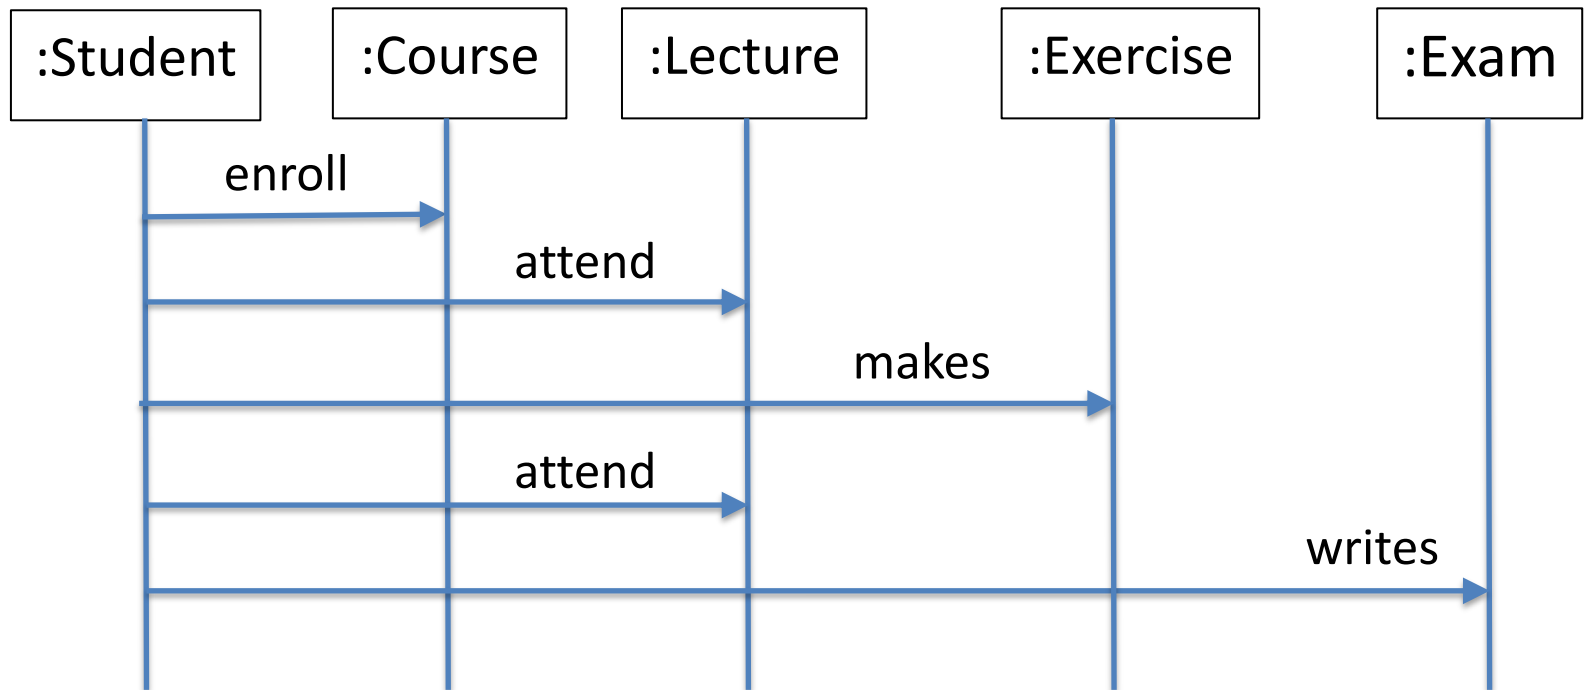 :Student :Course :Lecture :Exercise :Exam
enroll
attend
makes
attend
writes